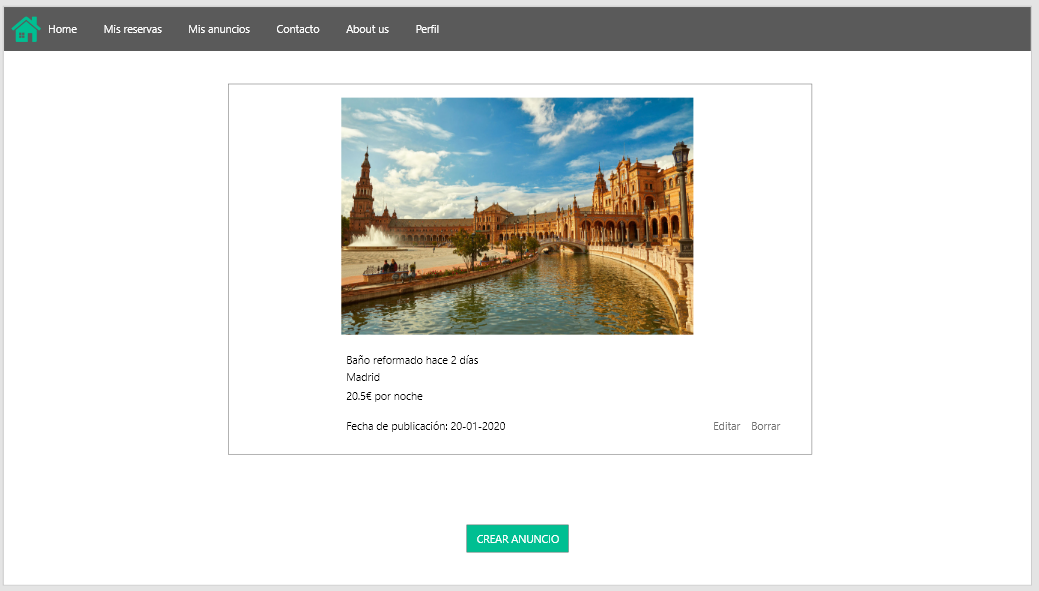 Home Mis reservas Mis anuncios Contacto About us Perfil
Baño reformado hace 2 días
Madrid
20.5€ por noche
Fecha de publicación: 20-01-2020 Editar Borrar
CREAR ANUNCIO